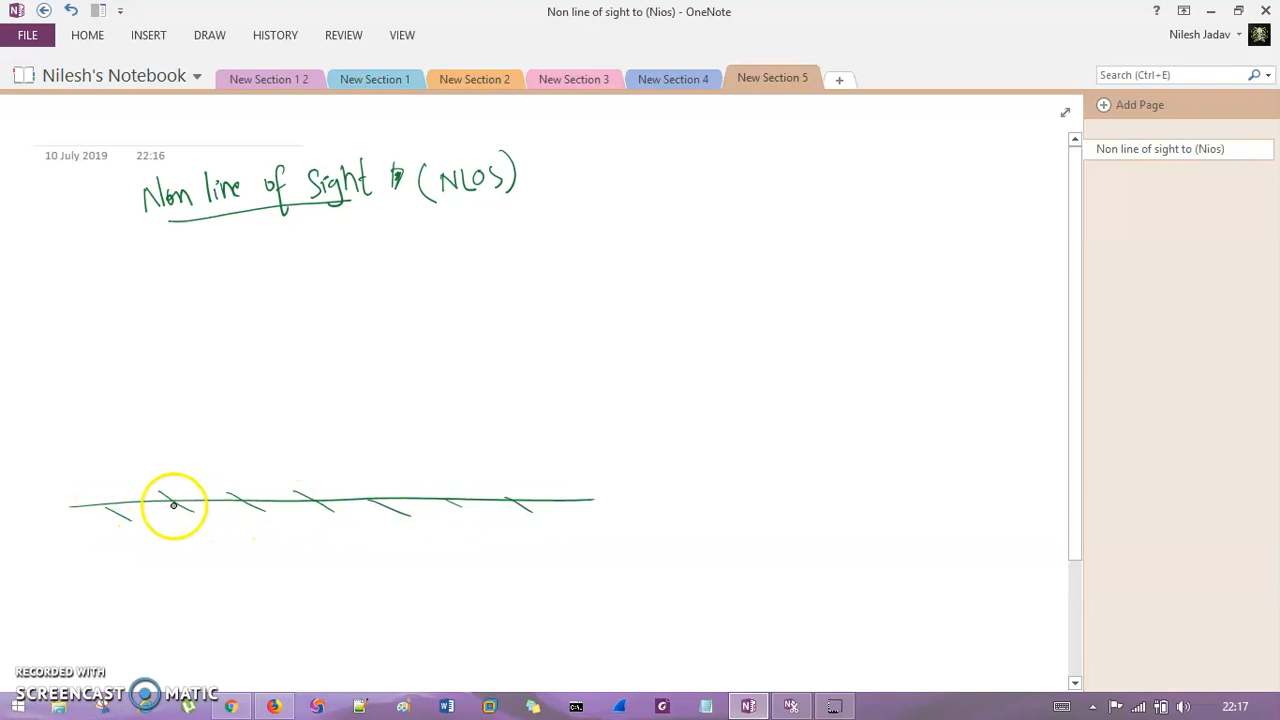 Non line of sight to (Nios) - OneNote
?
FILE HOME INSERT DRAW HISTORY REVIEW VIEW
Nilesh Jadav
Nilesh's Notebook
New Section 1 2
New Section 1
New Section 2
New Section 3
New Section 4
New Section 5
Search (Ctrl+E)
Add Page
10 July 2019 22:16
Non line of sight to (Nios)
Non line of sight (NLOS)
RECORDED WITH
SCREENCAST MATIC
22:17